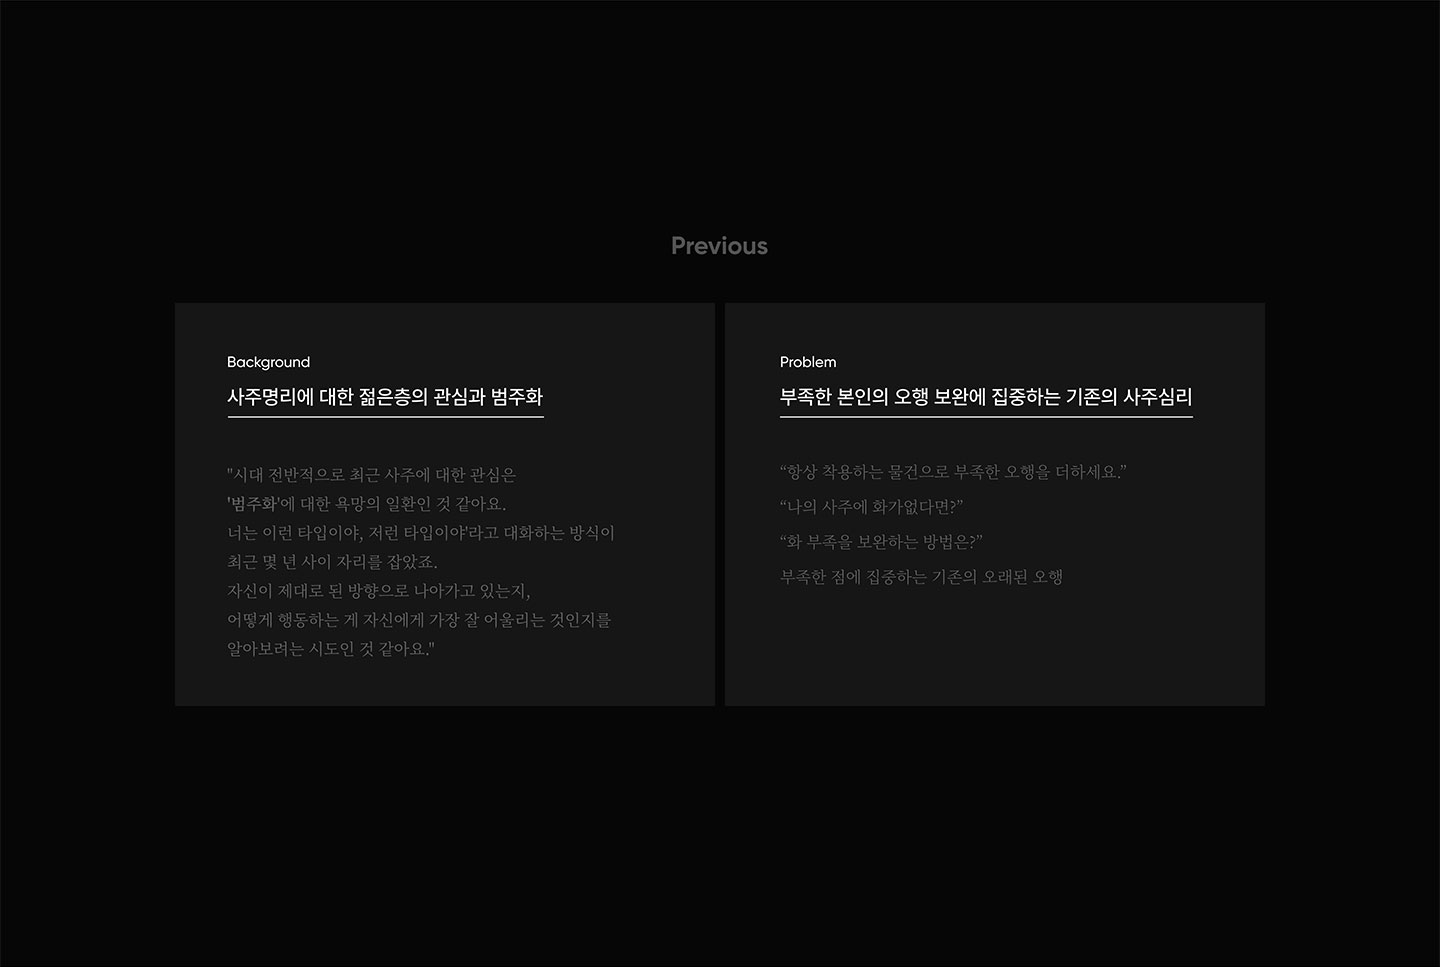 Previous
Background
사주명리에 대한 젊은층의 관심과 범주화
"시대 전반적으로 최근 사주에 대한 관심은
'범주화'에 대한 욕망의 일환인 것 같아요.
너는 이런 타입이야, 저런 타입이야'라고 대화하는 방식이
최근 몇 년 사이 자리를 잡았죠.
자신이 제대로 된 방향으로 나아가고 있는지,
어떻게 행동하는 게 자신에게 가장 잘 어울리는 것인지를
알아보려는 시도인 것 같아요."
Problem
부족한 본인의 오행 보완에 집중하는 기존의 사주심리
“항상 착용하는 물건으로 부족한 오행을 더하세요.”
“나의 사주에 화가없다면?”
“화 부족을 보완하는 방법은?”
부족한 점에 집중하는 기존의 오래된 오행